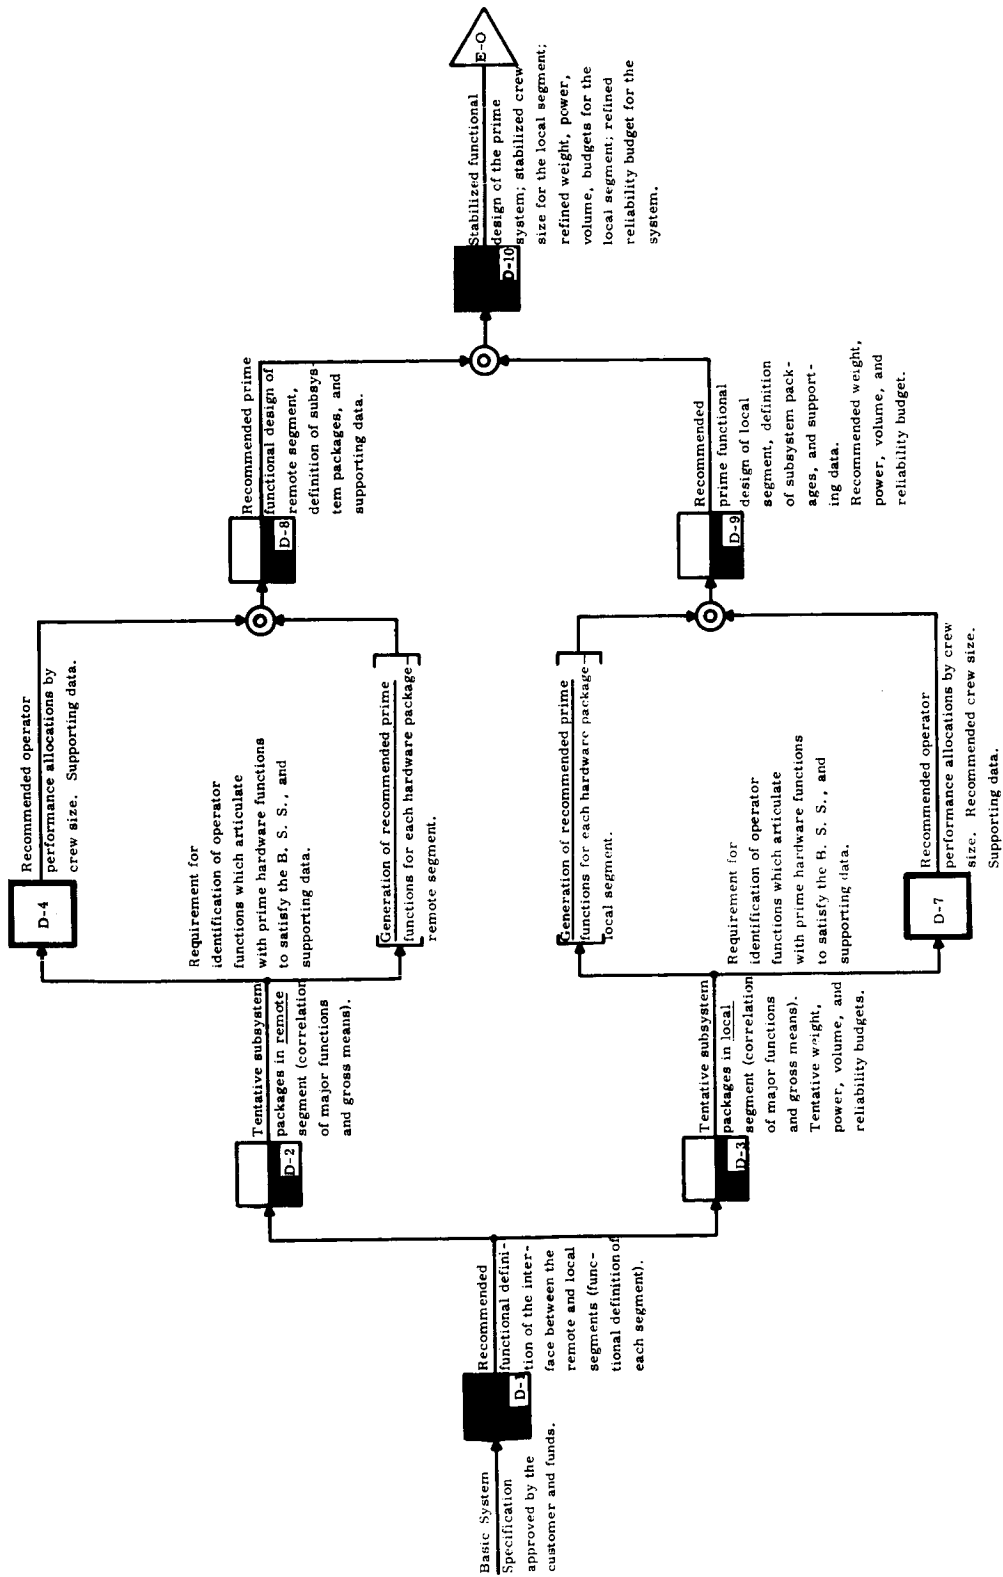 Basic System
Specification
approved by the
customer and funds.
D-1
Recommended
functional defini-
tion of the inter-
face between the
remote and local
segments (func-
tional definition of
each segment).
D-2
Tentative subsystem
packages in remote
segment (correlation
of major functions
and gross means).
Requirement for
identification of operator
functions which articulate
with prime hardware functions
to satisfy the B. S. S., and
supporting data.
D-4
Recommended operator
performance allocations by
crew size. Supporting data.
Generation of recommended prime
functions for each hardware package-
remote segment.
D-8
Recommended prime
functional design of
remote segment,
definition of subsys-
tem packages, and
supporting data.
D-3
Tentative subsystem
packages in local
segment (correlation
of major functions
and gross means).
Tentative weight,
power, volume, and
reliability budgets.
Requirement for
identification of operator
functions which articulate
with prime hardware functions
to satisfy the B. S. S., and
supporting data.
Generation of recommended prime
functions for each hardware package-
local segment.
D-7
Recommended operator
performance allocations by crew
size. Recommended crew size.
Supporting data.
D-9
Recommended
prime functional
design of local
segment, definition
of subsystem pack-
ages, and support-
ing data.
Recommended weight,
power, volume, and
reliability budget.
D-10
Stabilized functional
design of the prime
system; stabilized crew
size for the local segment;
refined weight, power,
volume, budgets for the
local segment; refined
reliability budget for the
system.
E-O